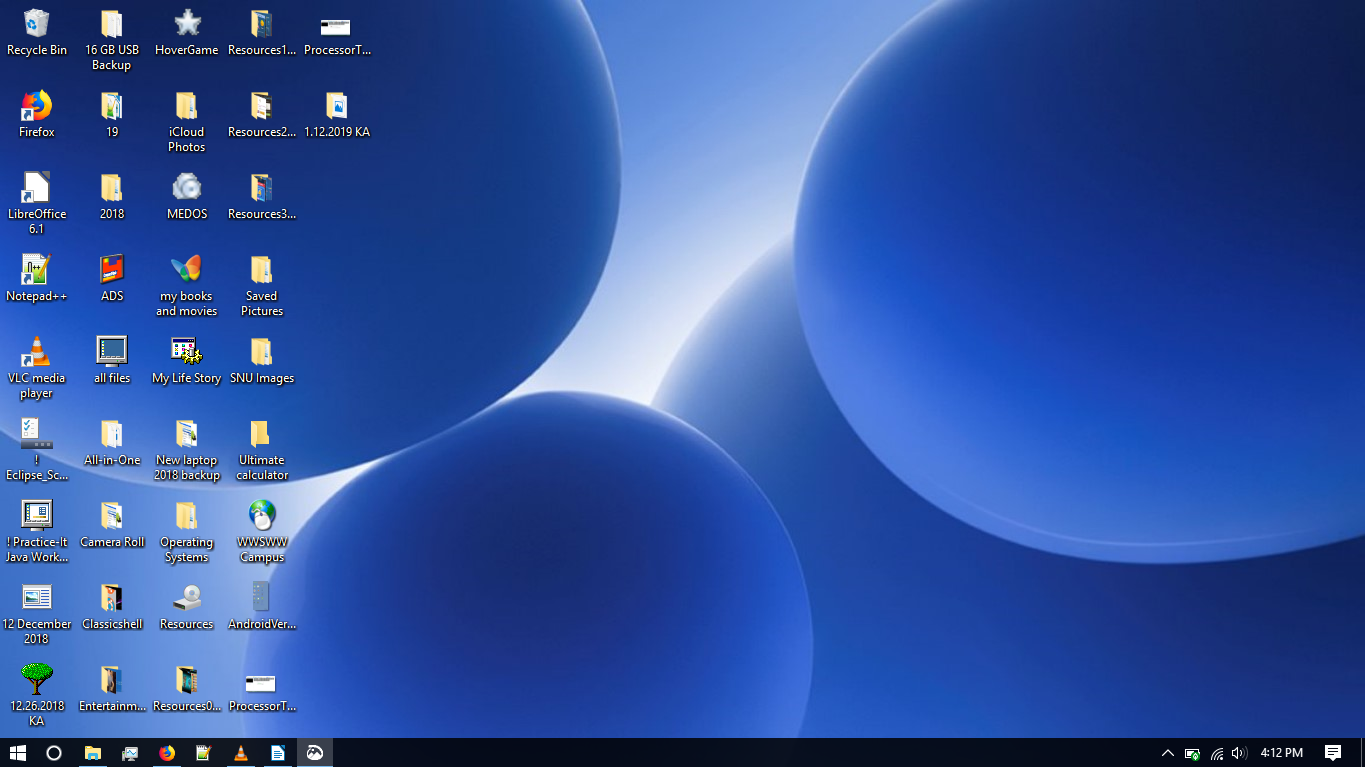 Recycle Bin
16 GB USB
Backup
HoverGame
Resources1...
ProcessorT...
Firefox
19
iCloud
Photos
Resources2...
1.12.2019 KA
LibreOffice
6.1
2018
MEDOS
Resources3...
Notepad++
ADS
my books
and movies
Saved
Pictures
VLC media
player
all files
My Life Story
SNU Images
!
Eclipse_Sc...
All-in-One
New laptop
2018 backup
Ultimate
calculator
! Practice-It
Java Work...
Camera Roll
Operating
Systems
WWSWW
Campus
12 December
2018
Classicshell
Resources
AndroidVer...
12.26.2018
KA
Entertainm...
Resources0...
ProcessorT...
4:12 PM